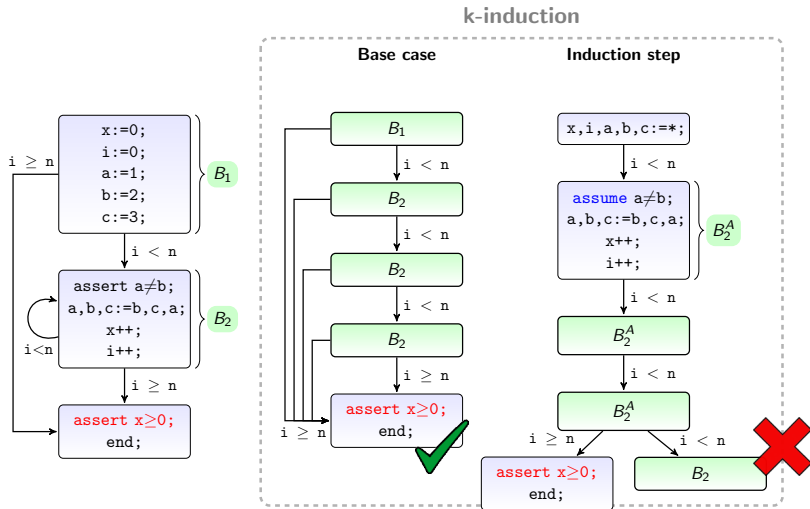 k-induction
Base case
Induction step
x:=0;
i:=0;
a:=1;
b:=2;
c:=3;
B₁
i ≥ n
i < n
assert a≠b;
a,b,c:=b,c,a;
x++;
i++;
B₂
i<n
i ≥ n
assert x≥0;
end;
B₁
i < n
B₂
i < n
B₂
i < n
B₂
i ≥ n
i ≥ n
assert x≥0;
end;
x,i,a,b,c:=*;
i < n
assume a≠b;
a,b,c:=b,c,a;
x++;
i++;
B₂ᴬ
i < n
B₂ᴬ
i < n
B₂ᴬ
i ≥ n
i < n
assert x≥0;
end;
B₂